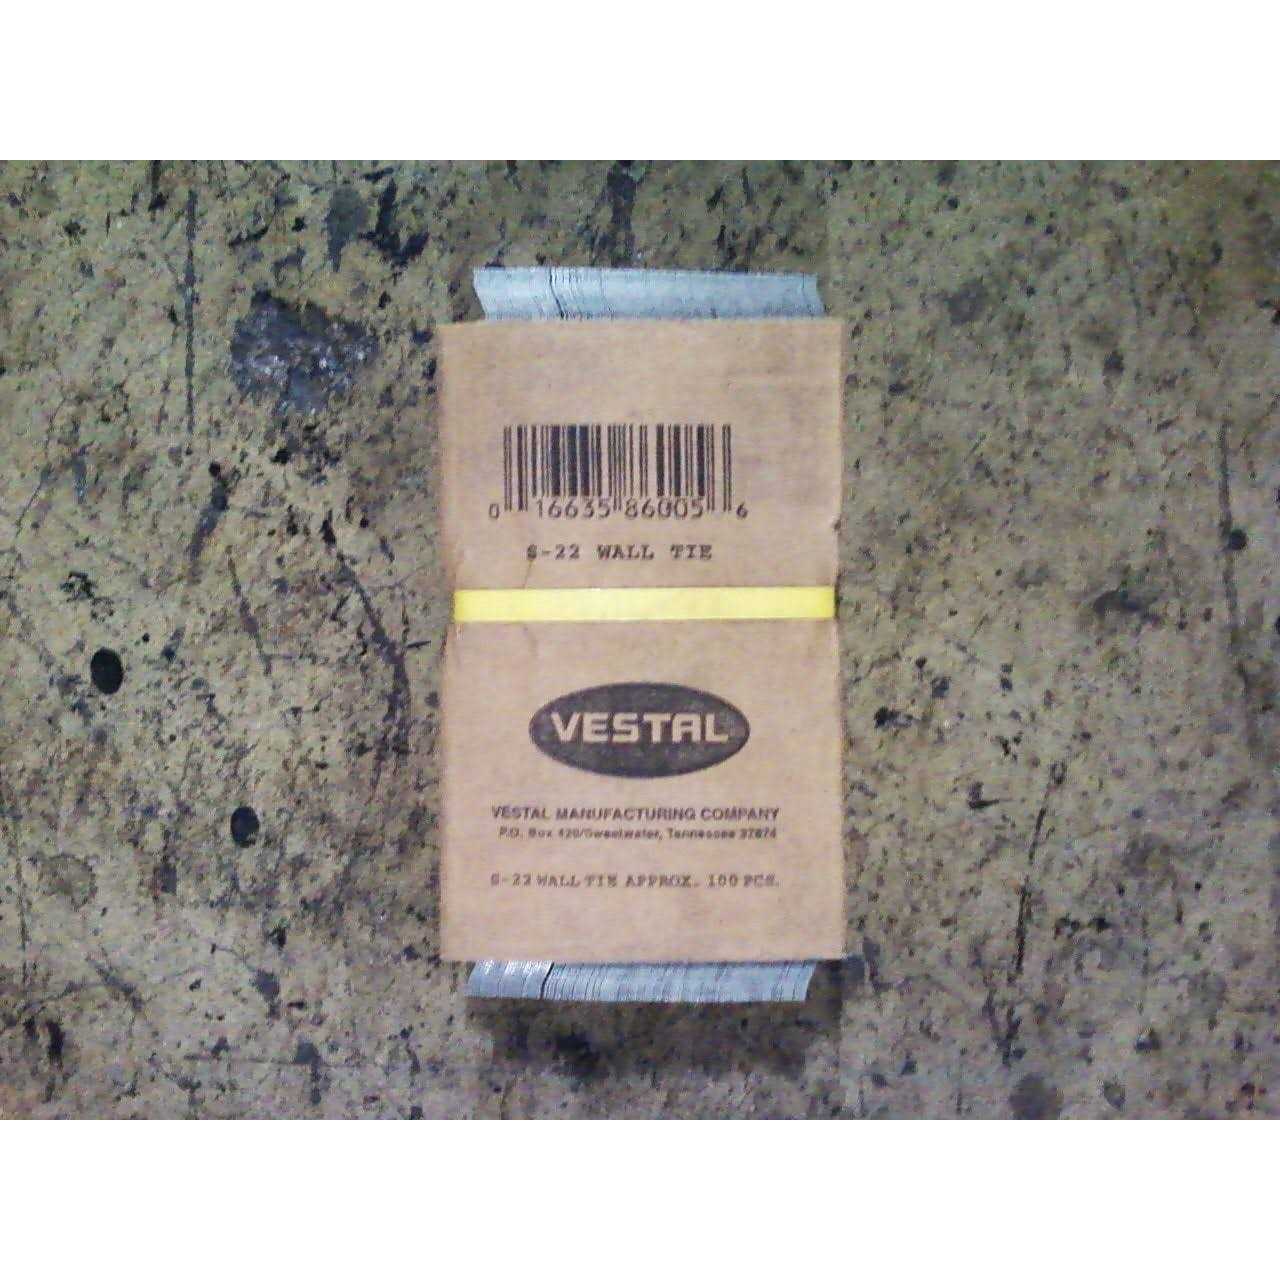 0 16635 86005 6
S-22 WALL TIE
VESTAL
VESTAL MANUFACTURING COMPANY
P.O. Box 420/Sweetwater, Tennessee 37874
S-22 WALL TIE APPROX. 100 PCS.